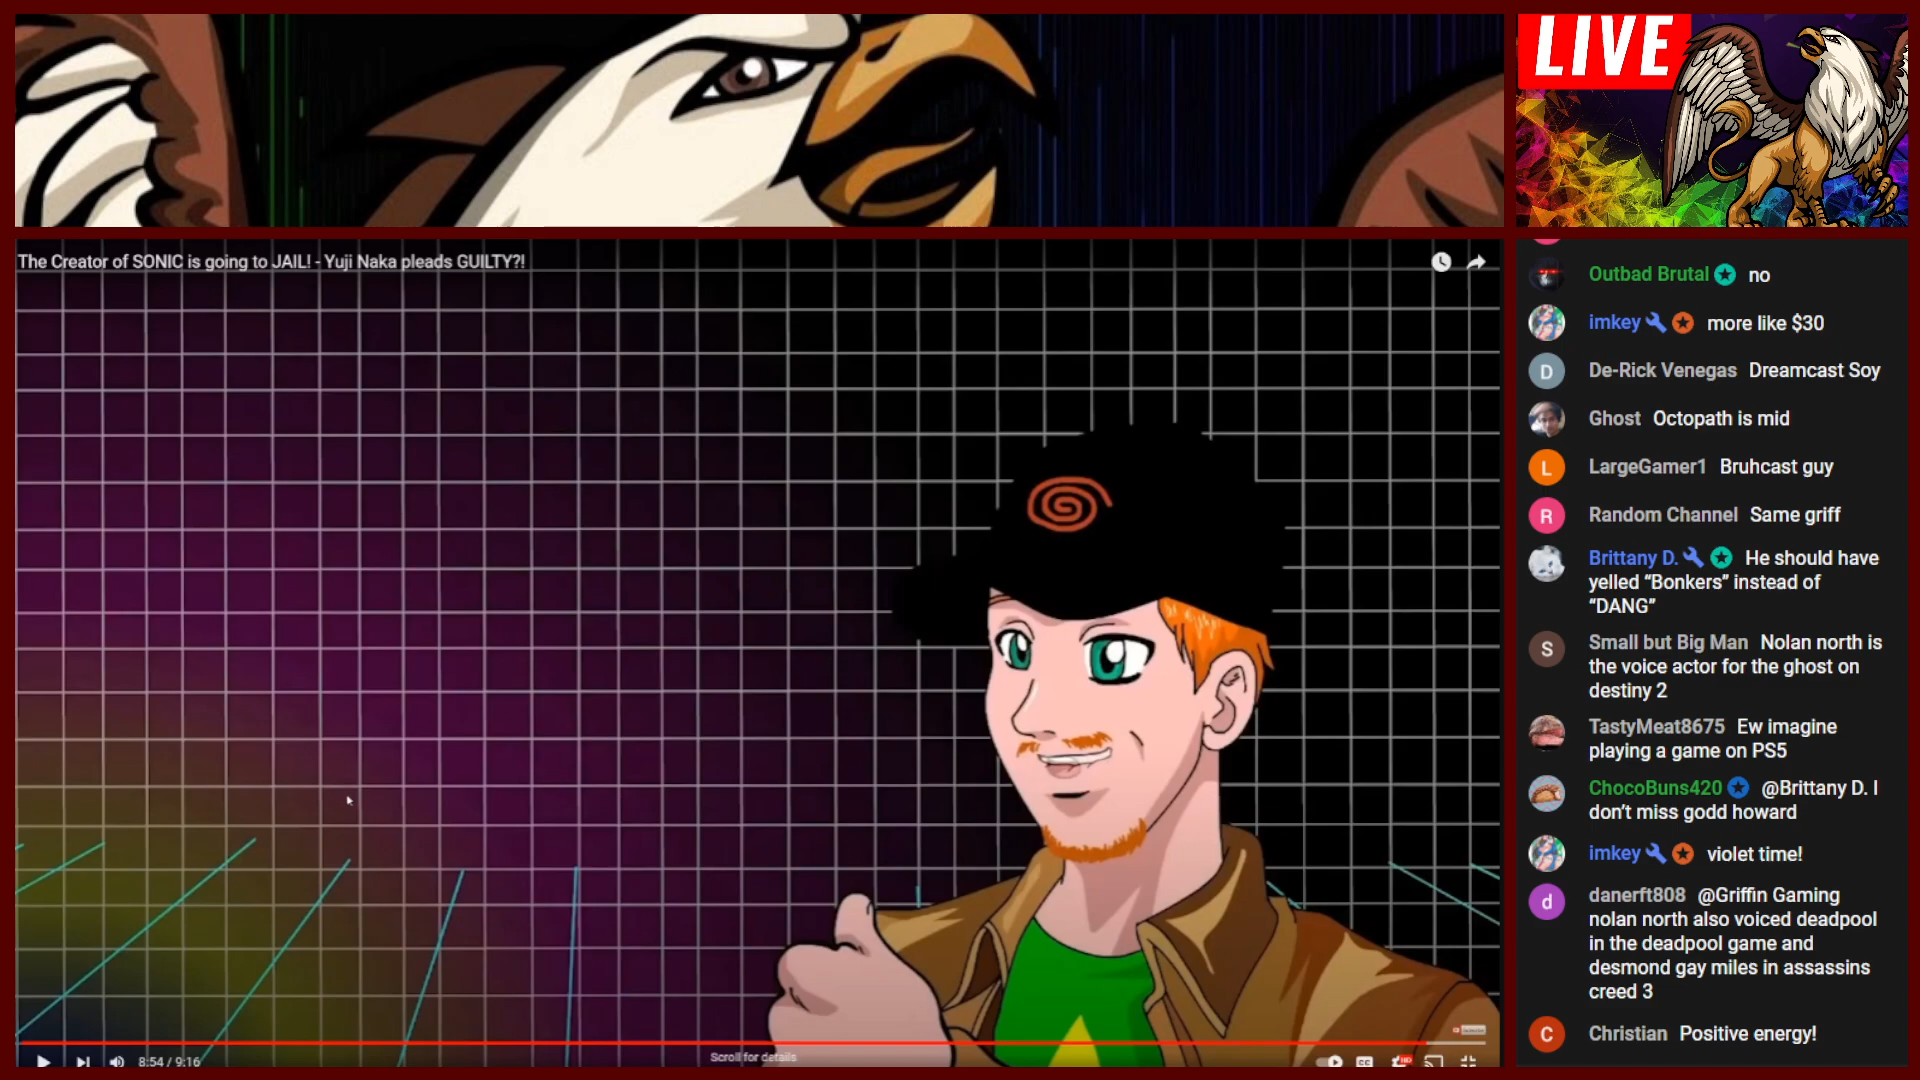 LIVE
The Creator of SONIC is going to JAIL! - Yuji Naka pleads GUILTY?!
Outbad Brutal no
imkey more like $30
D De-Rick Venegas Dreamcast Soy
Ghost Octopath is mid
L LargeGamer1 Bruhcast guy
R Random Channel Same griff
Brittany D. He should have
yelled “Bonkers” instead of
“DANG”
S Small but Big Man Nolan north is
the voice actor for the ghost on
destiny 2
TastyMeat8675 Ew imagine
playing a game on PS5
ChocoBuns420 @Brittany D. I
don't miss godd howard
imkey violet time!
d danerft808 @Griffin Gaming
nolan north also voiced deadpool
in the deadpool game and
desmond gay miles in assassins
creed 3
C Christian Positive energy!
8:54 / 9:16
Scroll for details
CC
HD